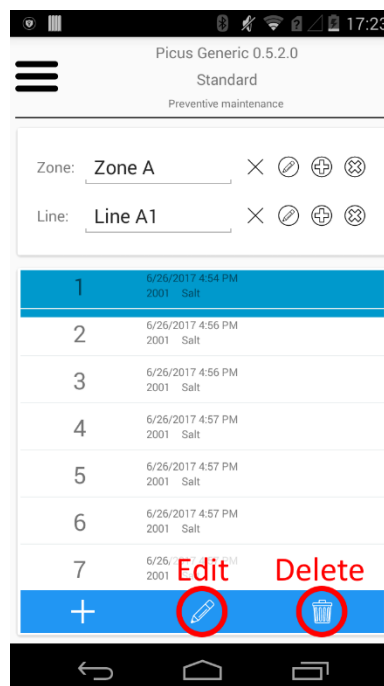 17:23
Picus Generic 0.5.2.0
Standard
Preventive maintenance
Zone: Zone A
Line: Line A1
1 6/26/2017 4:54 PM
2001 Salt
2 6/26/2017 4:56 PM
2001 Salt
3 6/26/2017 4:56 PM
2001 Salt
4 6/26/2017 4:57 PM
2001 Salt
5 6/26/2017 4:57 PM
2001 Salt
6 6/26/2017 4:57 PM
2001 Salt
7 6/26/
2001
Edit Delete